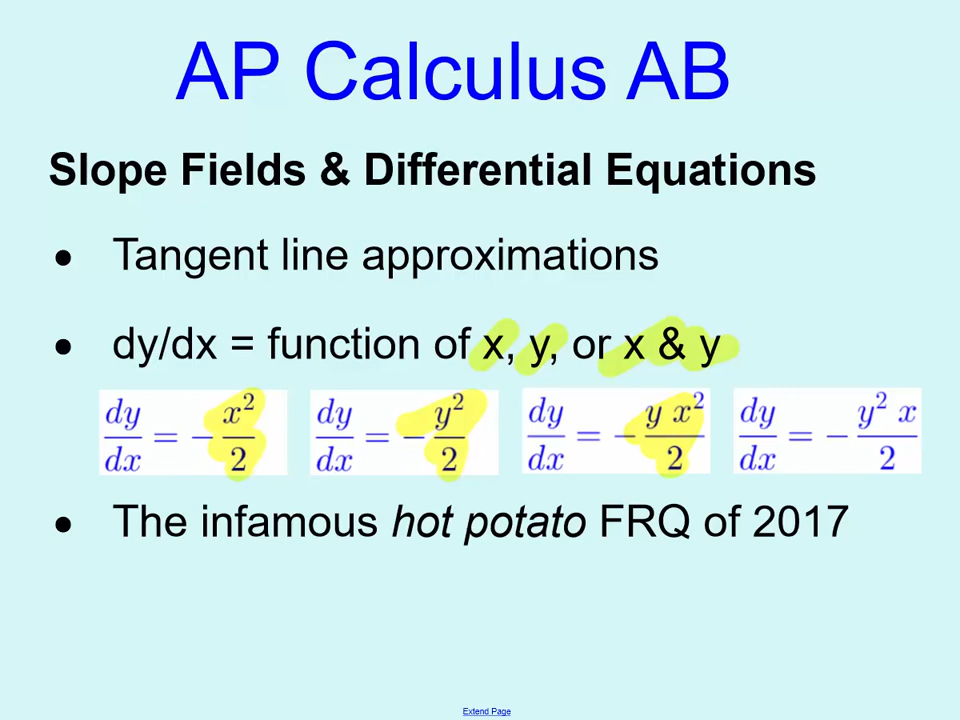 AP Calculus AB
Slope Fields & Differential Equations
• Tangent line approximations
• dy/dx = function of x, y, or x & y
dy/dx = − x²/2   dy/dx = − y²/2   dy/dx = − y x²/2   dy/dx = − y² x/2
• The infamous hot potato FRQ of 2017
Extend Page